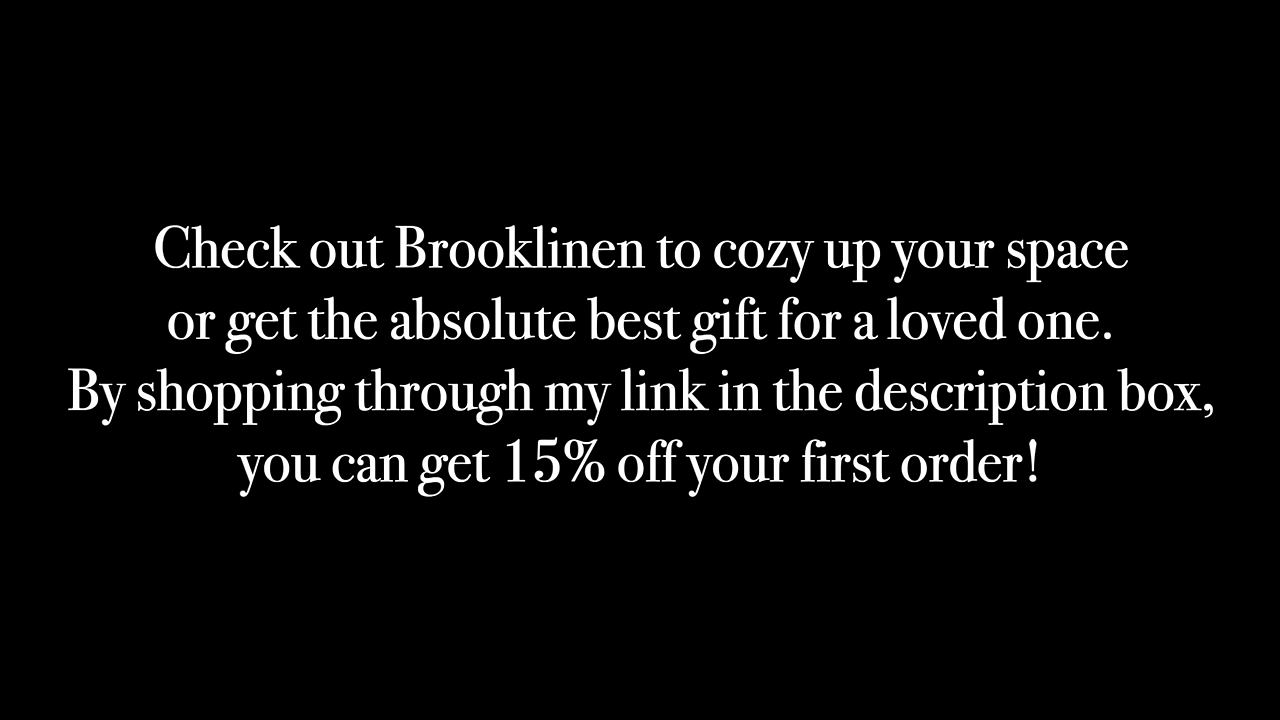 Check out Brooklinen to cozy up your space
or get the absolute best gift for a loved one.
By shopping through my link in the description box,
you can get 15% off your first order!